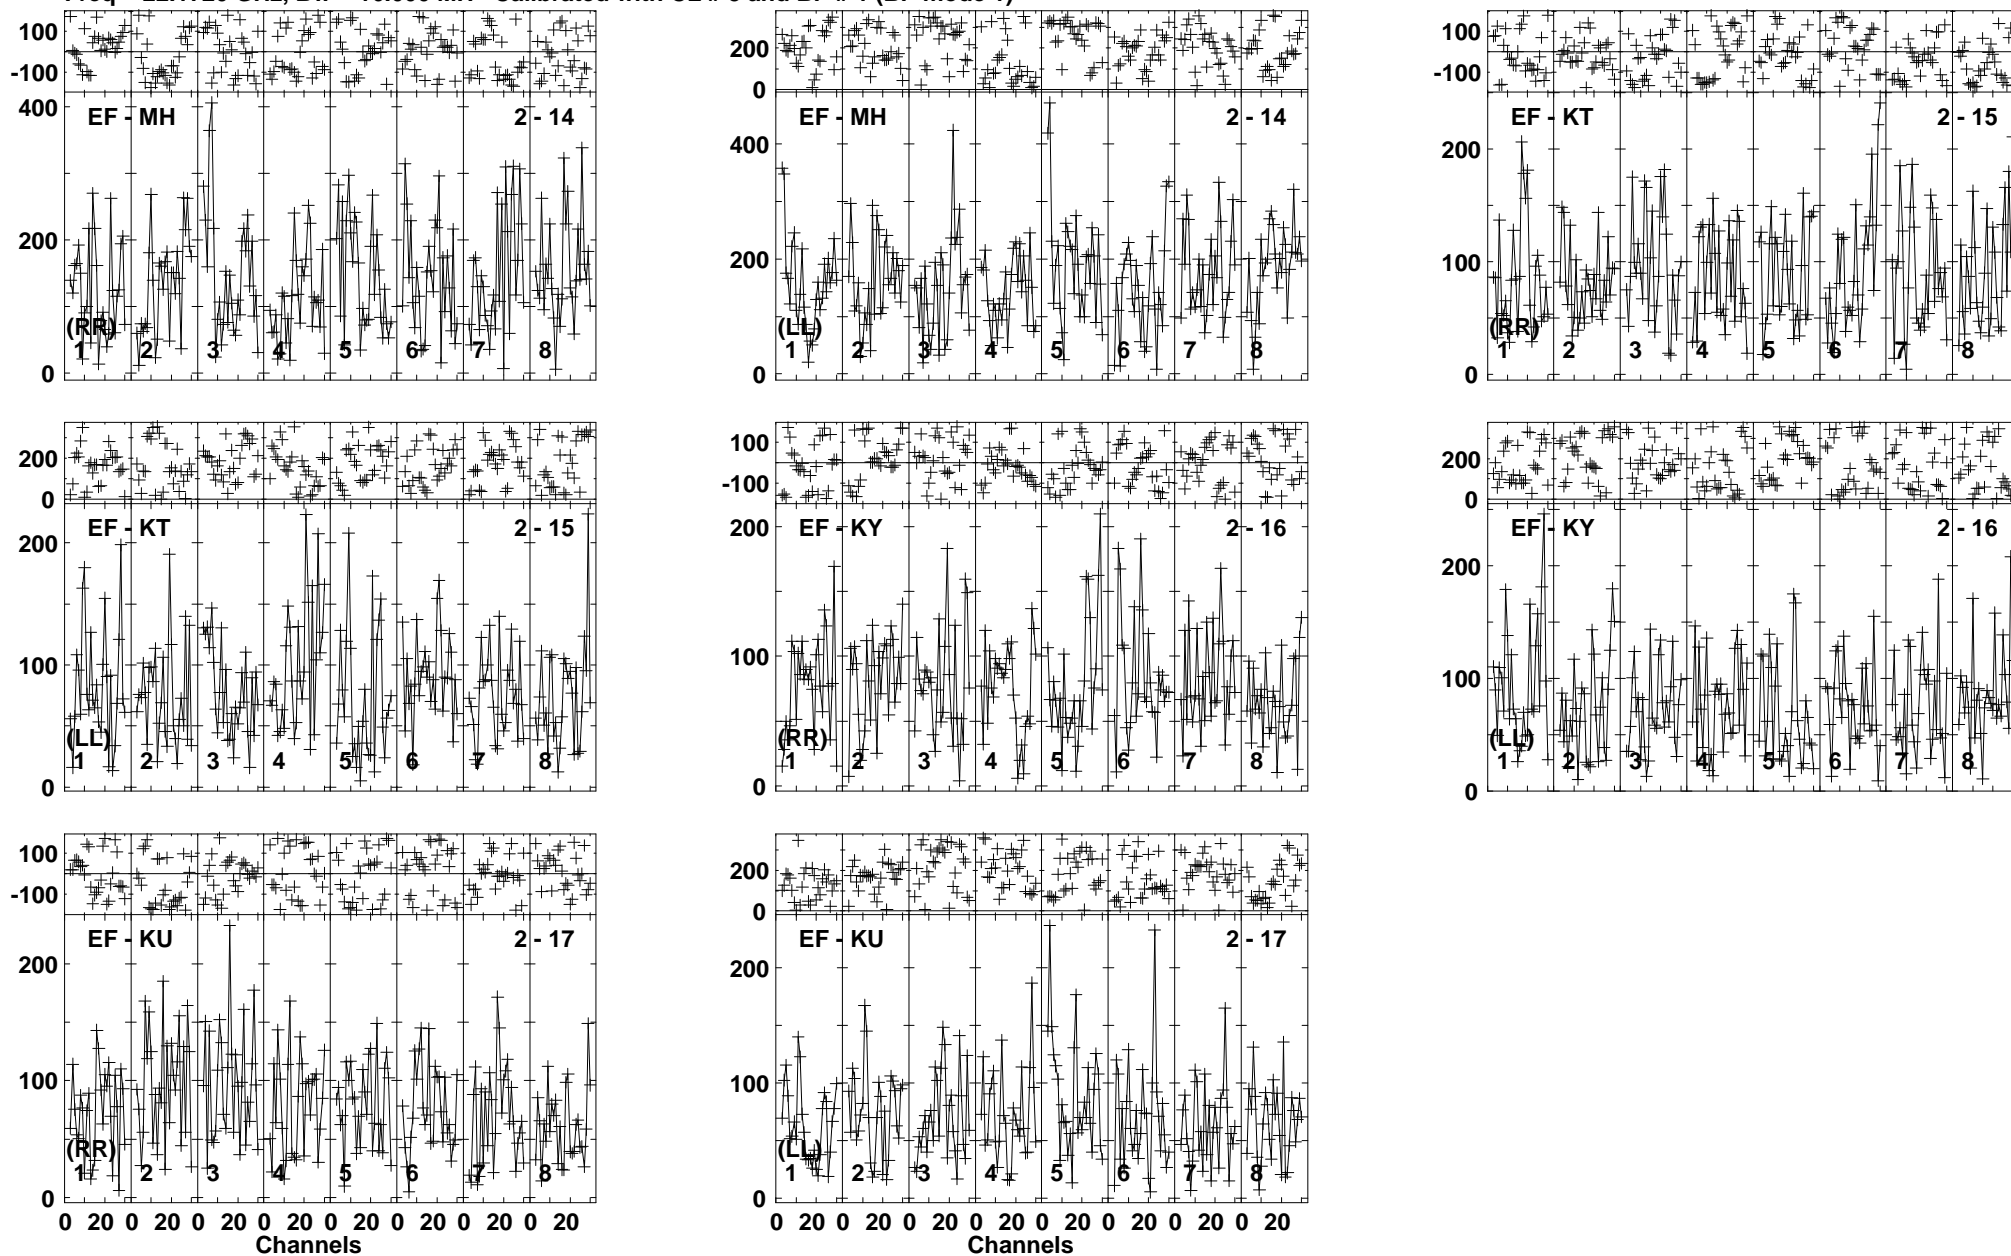 100 -100 200 0 100 -100
400 200 0 EF - MH 2 - 14 (RR) 1 2 3 4 5 6 7 8
400 200 0 EF - MH 2 - 14 (LL) 1 2 3 4 5 6 7 8
200 100 0 EF - KT 2 - 15 (RR) 1 2 3 4 5 6 7 8
200 0 100 -100 200 0
200 100 0 EF - KT 2 - 15 (LL) 1 2 3 4 5 6 7 8
200 100 0 EF - KY 2 - 16 (RR) 1 2 3 4 5 6 7 8
200 100 0 EF - KY 2 - 16 (LL) 1 2 3 4 5 6 7 8
100 -100 200 0
200 100 0 EF - KU 2 - 17 (RR) 1 2 3 4 5 6 7 8
200 100 0 EF - KU 2 - 17 (LL) 1 2 3 4 5 6 7 8
0 20 0 20 0 20 0 20 0 20 0 20 0 20 0 20
0 20 0 20 0 20 0 20 0 20 0 20 0 20 0 20
Channels Channels